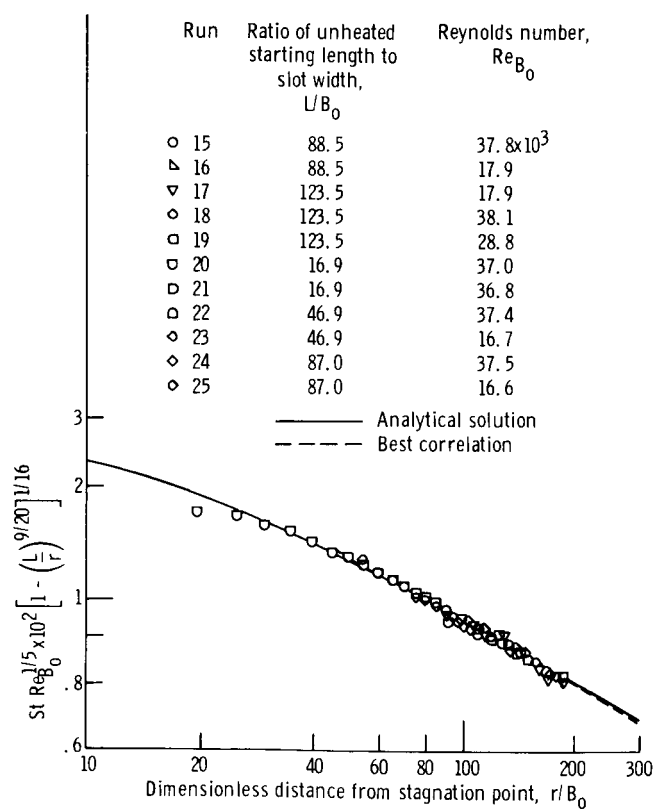 Run Ratio of unheated Reynolds number,
starting length to Re_B_0
slot width,
L/B_0
15 88.5 37.8x10^3
16 88.5 17.9
17 123.5 17.9
18 123.5 38.1
19 123.5 28.8
20 16.9 37.0
21 16.9 36.8
22 46.9 37.4
23 46.9 16.7
24 87.0 37.5
25 87.0 16.6
Analytical solution
Best correlation
St Re_B_0^1/5 x10^2 [1 - (L/r)^9/20]^1/16
3
2
1
.8
.6
10 20 40 60 80 100 200 300
Dimensionless distance from stagnation point, r/B_0